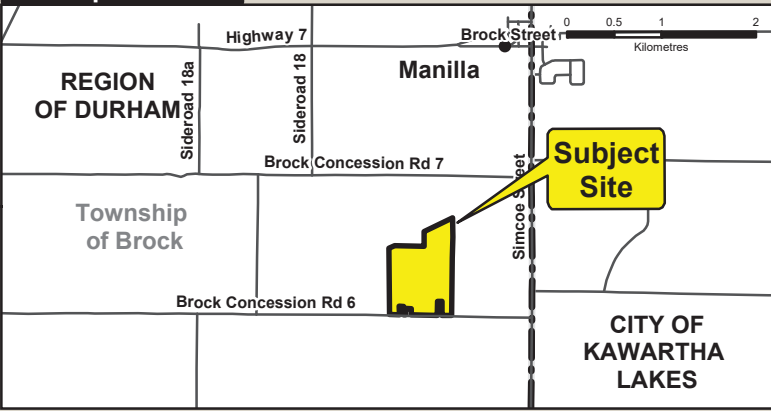 Highway 7
Brock Street
0 0.5 1 2
Kilometres
REGION
OF DURHAM
Sideroad 18a
Sideroad 18
Manilla
Brock Concession Rd 7
Subject
Site
Simcoe Street
Township
of Brock
Brock Concession Rd 6
CITY OF
KAWARTHA
LAKES